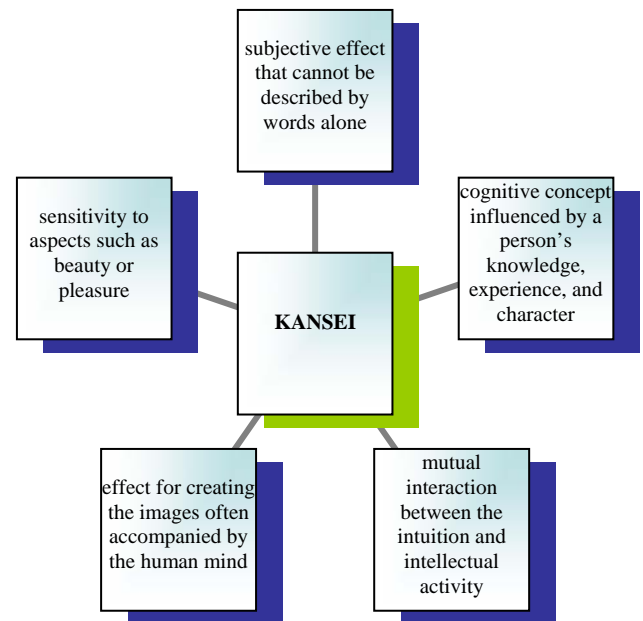 subjective effect
that cannot be
described by
words alone
sensitivity to
aspects such as
beauty or
pleasure
cognitive concept
influenced by a
person’s
knowledge,
experience, and
character
KANSEI
effect for creating
the images often
accompanied by
the human mind
mutual
interaction
between the
intuition and
intellectual
activity